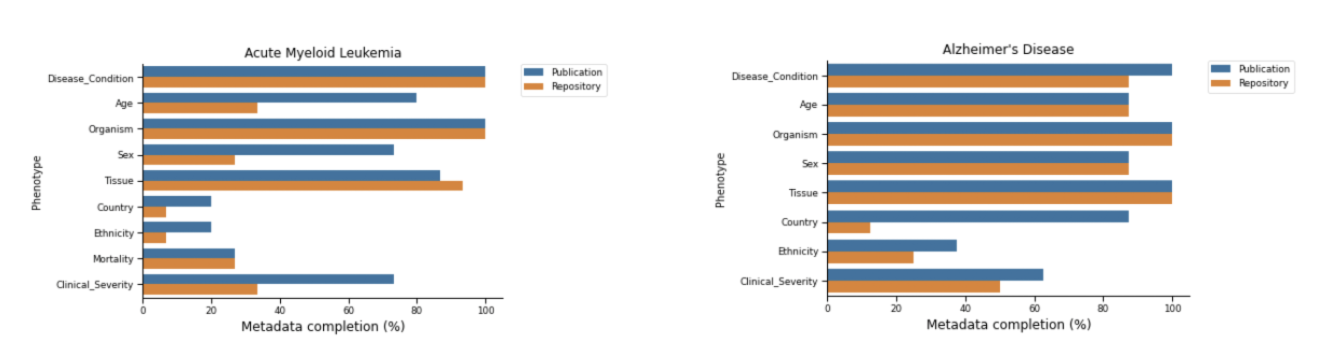 Acute Myeloid Leukemia
Publication
Repository
Phenotype
Disease_Condition
Age
Organism
Sex
Tissue
Country
Ethnicity
Mortality
Clinical_Severity
0 20 40 60 80 100
Metadata completion (%)
Alzheimer's Disease
Publication
Repository
Phenotype
Disease_Condition
Age
Organism
Sex
Tissue
Country
Ethnicity
Clinical_Severity
0 20 40 60 80 100
Metadata completion (%)